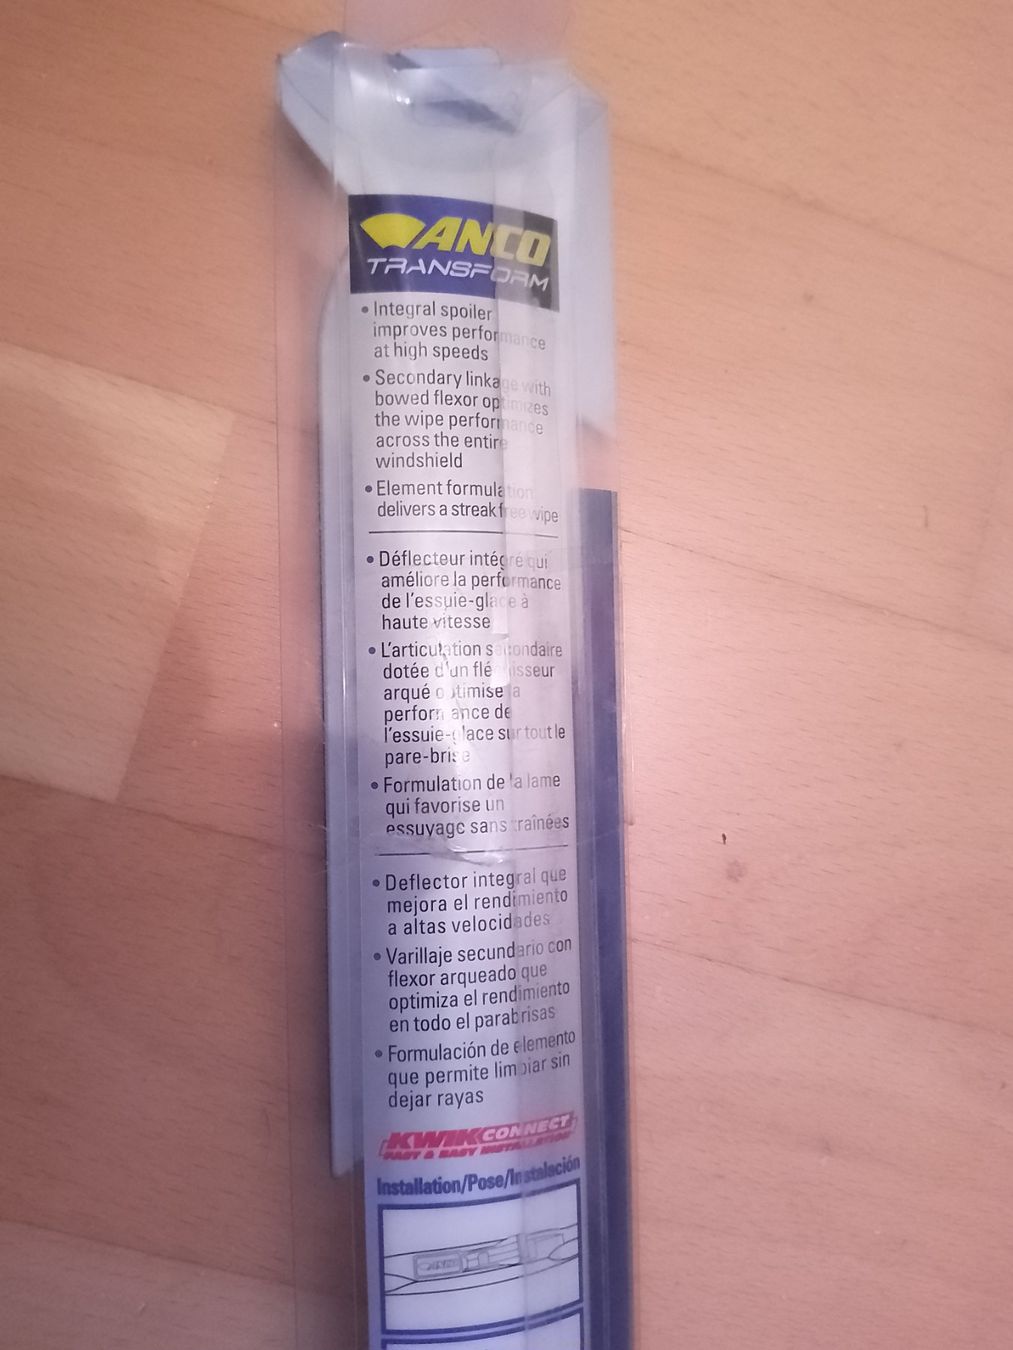 ANCO
TRANSFORM
• Integral spoiler
improves performance
at high speeds
• Secondary linkage with
bowed flexor optimizes
the wipe performance
across the entire
windshield
• Element formulation
delivers a streak free wipe
• Déflecteur intégré qui
améliore la performance
de l'essuie-glace à
haute vitesse
• L'articulation secondaire
dotée d'un fléchisseur
arqué optimise la
performance de
l'essuie-glace sur tout le
pare-brise
• Formulation de la lame
qui favorise un
essuyage sans traînées
• Deflector integral que
mejora el rendimiento
a altas velocidades
• Varillaje secundario con
flexor arqueado que
optimiza el rendimiento
en todo el parabrisas
• Formulación de elemento
que permite limpiar sin
dejar rayas
KWIKCONNECT
FAST & EASY INSTALLATION
Installation/Pose/Instalación
ANCO